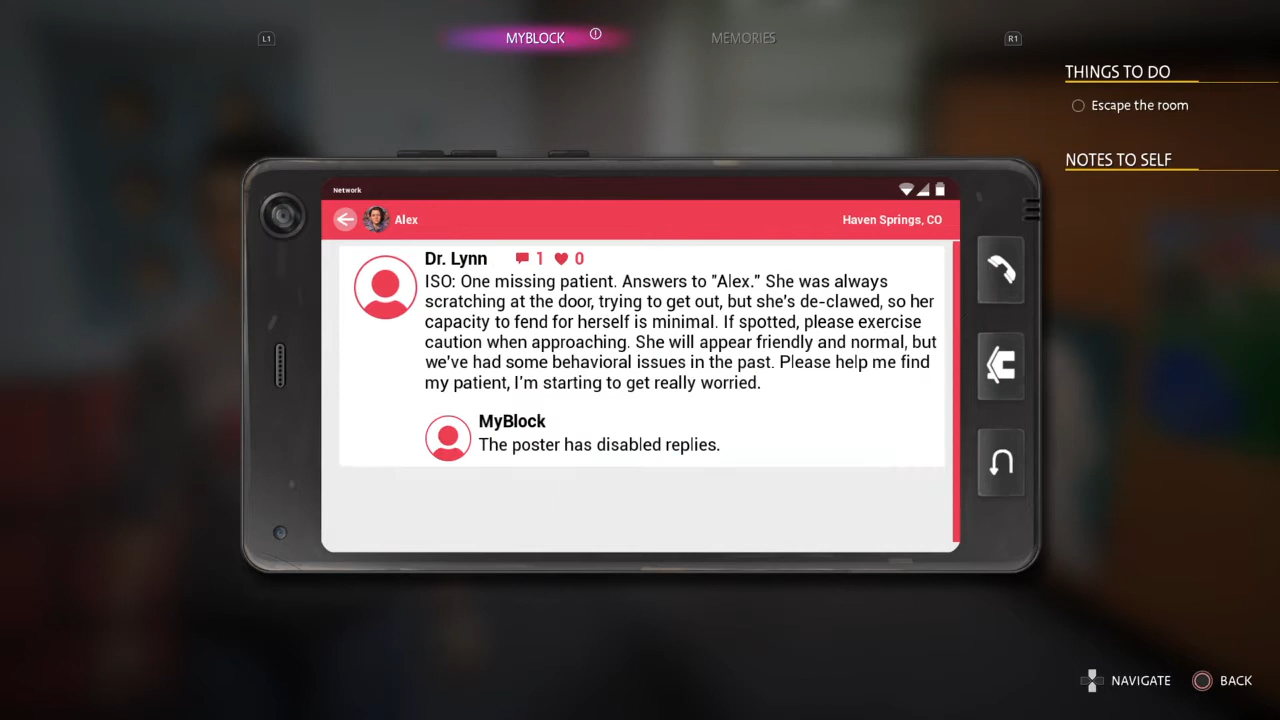 L1
MYBLOCK
MEMORIES
R1
THINGS TO DO
Escape the room
NOTES TO SELF
Network
Alex
Haven Springs, CO
Dr. Lynn 1 0
ISO: One missing patient. Answers to "Alex." She was always
scratching at the door, trying to get out, but she's de-clawed, so her
capacity to fend for herself is minimal. If spotted, please exercise
caution when approaching. She will appear friendly and normal, but
we've had some behavioral issues in the past. Please help me find
my patient, I'm starting to get really worried.
MyBlock
The poster has disabled replies.
NAVIGATE
BACK